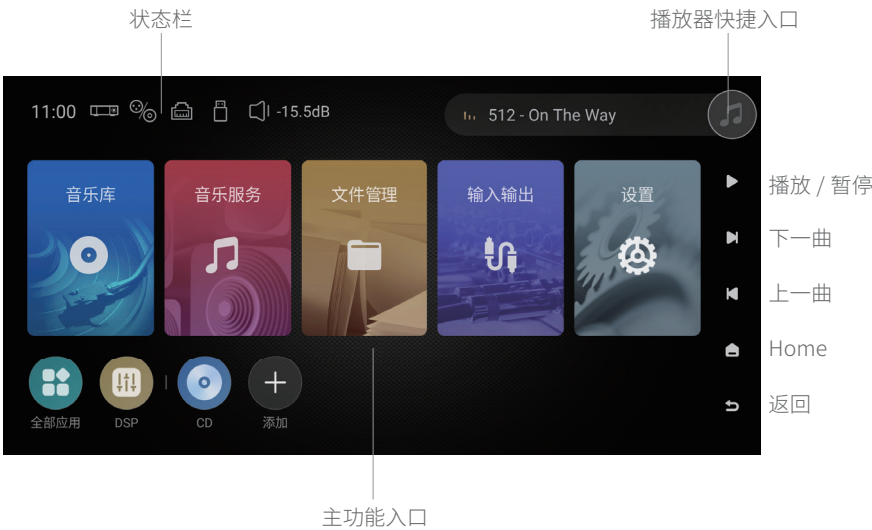 状态栏
播放器快捷入口
11:00
-15.5dB
512 - On The Way
音乐库
音乐服务
文件管理
输入输出
设置
播放 / 暂停
下一曲
上一曲
Home
返回
全部应用
DSP
CD
添加
主功能入口